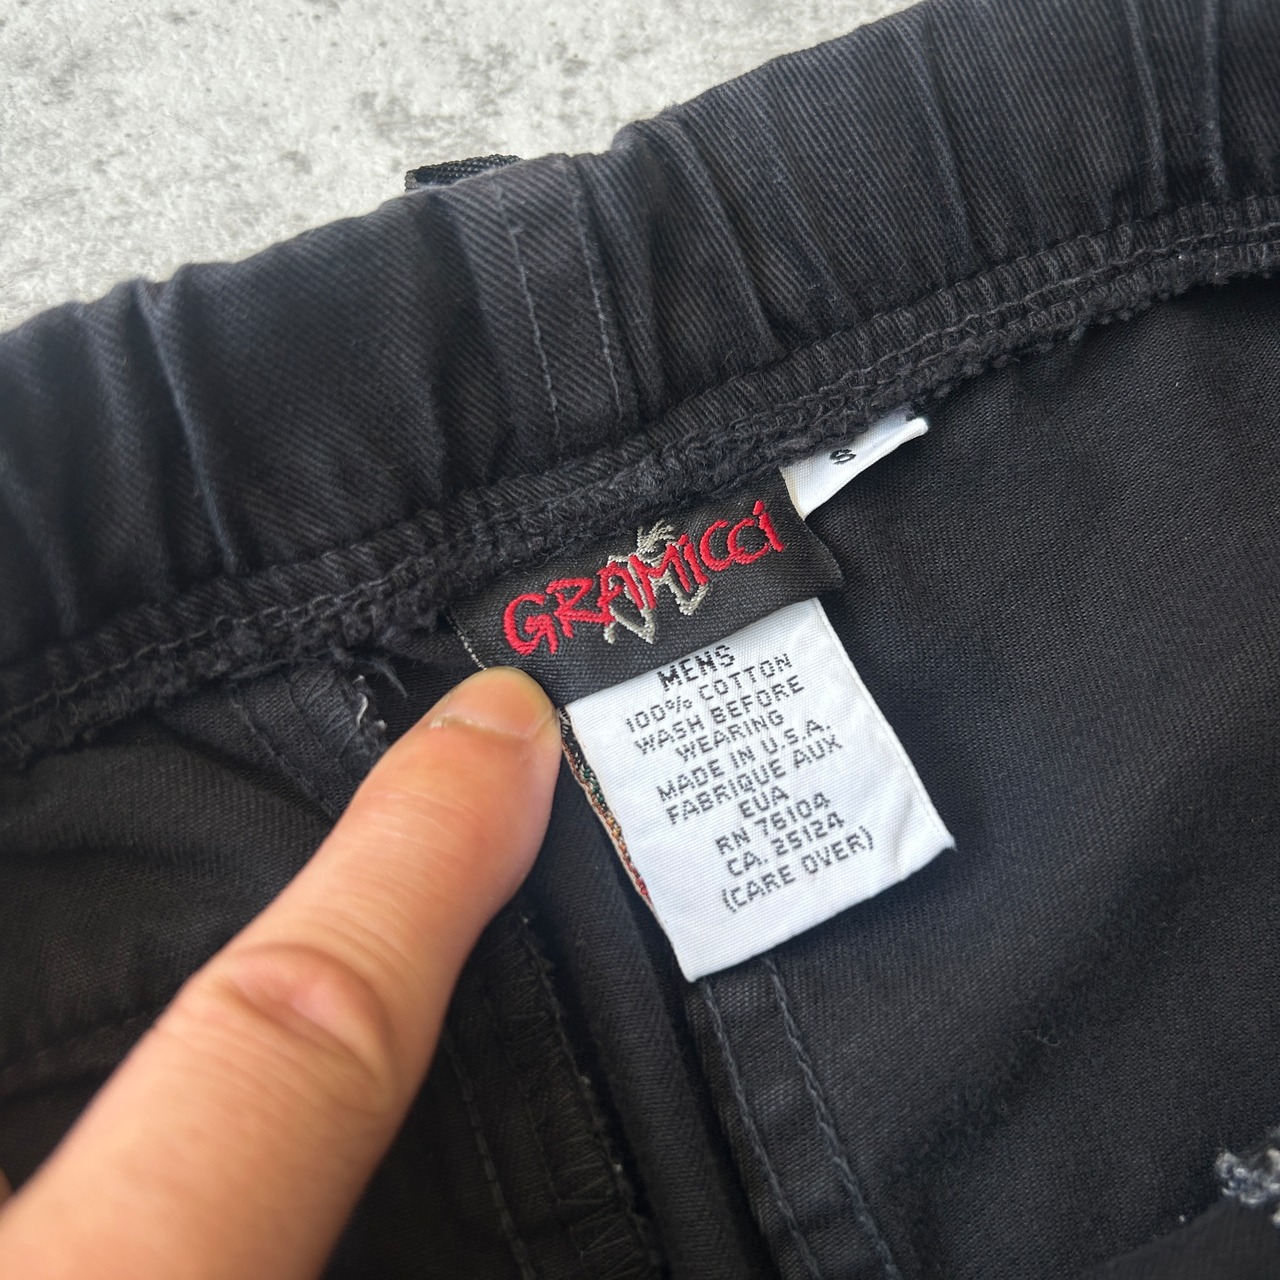 S
GRAMICCI
MENS
100% COTTON
WASH BEFORE
WEARING
MADE IN U.S.A.
FABRIQUE AUX
EUA
RN 76104
CA. 25124
(CARE OVER)